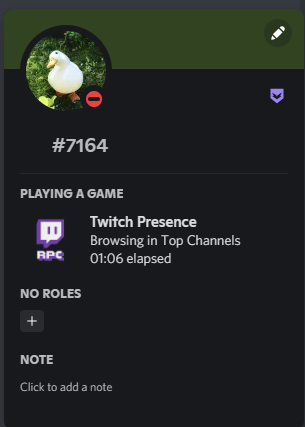 #7164
PLAYING A GAME
RPC
Twitch Presence
Browsing in Top Channels
01:06 elapsed
NO ROLES
+
NOTE
Click to add a note